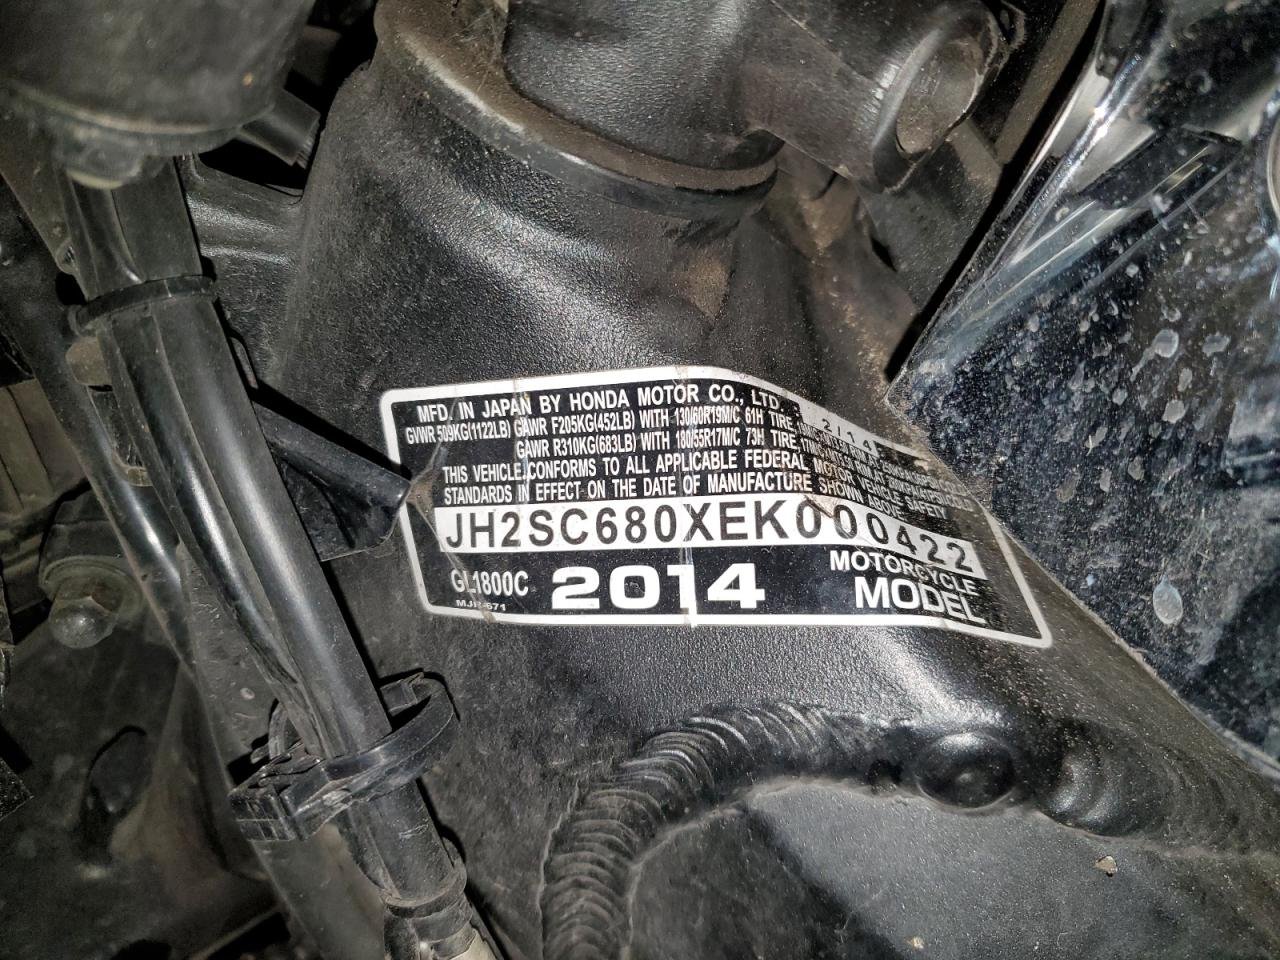 MFD. IN JAPAN BY HONDA MOTOR CO., LTD. 2/14
GVWR 509KG(1122LB) GAWR F205KG(452LB) WITH 130/60R19M/C 61H TIRE
GAWR R310KG(683LB) WITH 180/55R17M/C 73H TIRE
THIS VEHICLE CONFORMS TO ALL APPLICABLE FEDERAL MOTOR VEHICLE SAFETY
STANDARDS IN EFFECT ON THE DATE OF MANUFACTURE SHOWN ABOVE
JH2SC680XEK000422
GL1800C 2014 MOTORCYCLE
MODEL